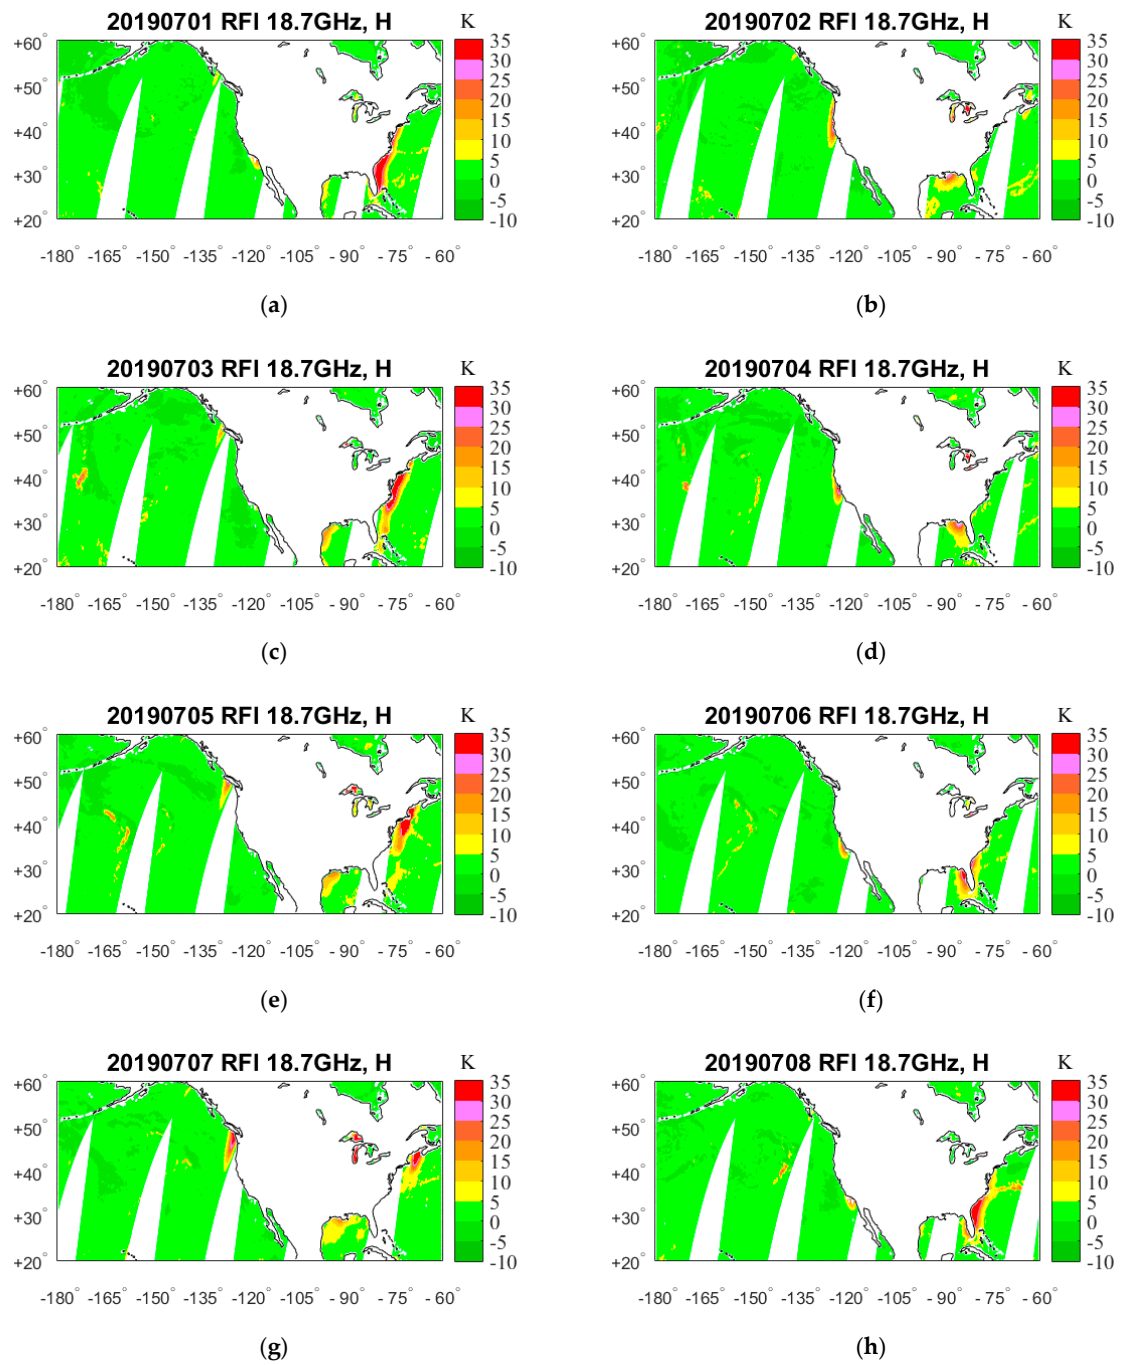 20190701 RFI 18.7GHz, H K
+60° +50° +40° +30° +20°
35 30 25 20 15 10 5 0 -5 -10
-180° -165° -150° -135° -105° - 90° - 75° - 60°
(a)
20190702 RFI 18.7GHz, H K
+60° +50° +40° +30° +20°
35 30 25 20 15 10 5 0 -5 -10
-180° -165° -150° -135° -105° - 90° - 75° - 60°
(b)
20190703 RFI 18.7GHz, H K
+60° +50° +40° +30° +20°
35 30 25 20 15 10 5 0 -5 -10
-180° -165° -150° -135° -105° - 90° - 75° - 60°
(c)
20190704 RFI 18.7GHz, H K
+60° +50° +40° +30° +20°
35 30 25 20 15 10 5 0 -5 -10
-180° -165° -150° -135° -105° - 90° - 75° - 60°
(d)
20190705 RFI 18.7GHz, H K
+60° +50° +40° +30° +20°
35 30 25 20 15 10 5 0 -5 -10
-180° -165° -150° -135° -105° - 90° - 75° - 60°
(e)
20190706 RFI 18.7GHz, H K
+60° +50° +40° +30° +20°
35 30 25 20 15 10 5 0 -5 -10
-180° -165° -150° -135° -105° - 90° - 75° - 60°
(f)
20190707 RFI 18.7GHz, H K
+60° +50° +40° +30° +20°
35 30 25 20 15 10 5 0 -5 -10
-180° -165° -150° -135° -105° - 90° - 75° - 60°
(g)
20190708 RFI 18.7GHz, H K
+60° +50° +40° +30° +20°
35 30 25 20 15 10 5 0 -5 -10
-180° -165° -150° -135° -105° - 90° - 75° - 60°
(h)